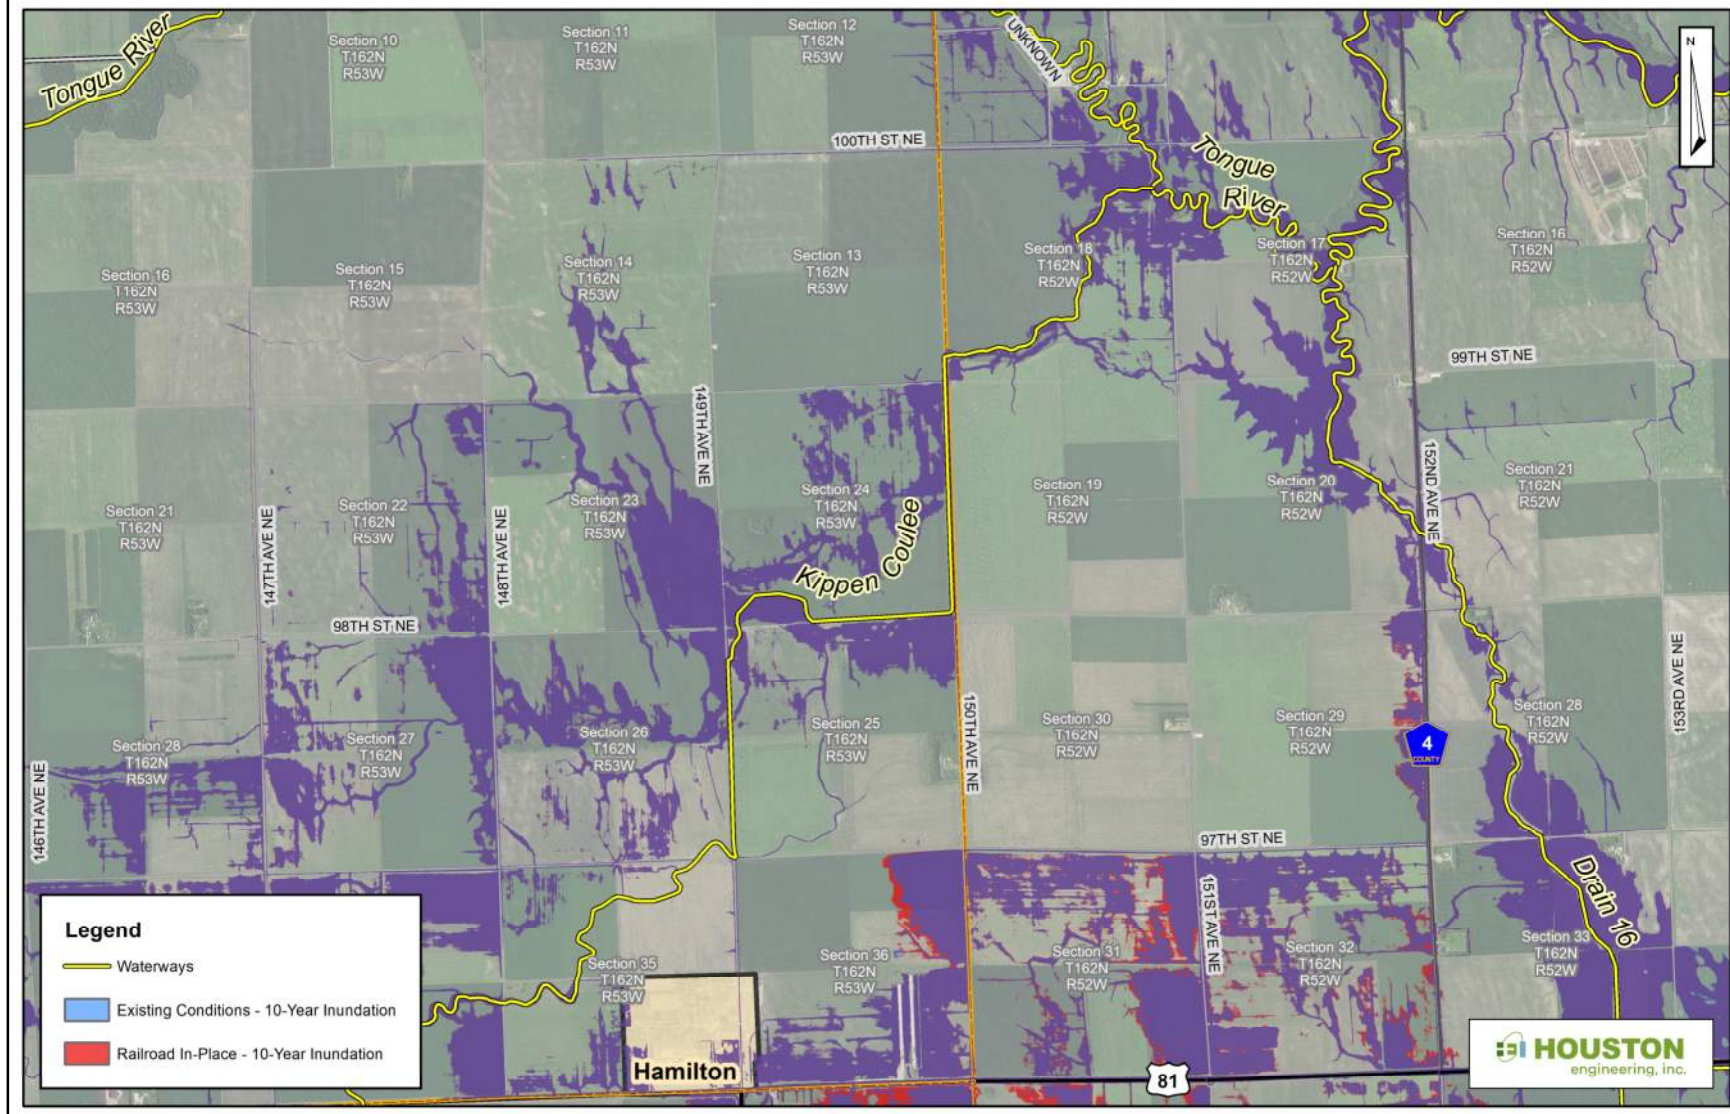 Tongue River
Section 10
T162N
R53W
Section 11
T162N
R53W
Section 12
T162N
R53W
UNKNOWN
N
100TH ST NE
Tongue
River
Section 16
T162N
R53W
Section 15
T162N
R53W
Section 14
T162N
R53W
Section 13
T162N
R53W
Section 18
T162N
R52W
Section 17
T162N
R52W
Section 16
T162N
R52W
99TH ST NE
149TH AVE NE
152ND AVE NE
Section 21
T162N
R53W
147TH AVE NE
Section 22
T162N
R53W
148TH AVE NE
Section 23
T162N
R53W
Section 24
T162N
R53W
Kippen Coulee
Section 19
T162N
R52W
Section 20
T162N
R52W
Section 21
T162N
R52W
98TH ST NE
153RD AVE NE
146TH AVE NE
Section 28
T162N
R53W
Section 27
T162N
R53W
Section 26
T162N
R53W
Section 25
T162N
R53W
150TH AVE NE
Section 30
T162N
R52W
Section 29
T162N
R52W
4
COUNTY
Section 28
T162N
R52W
97TH ST NE
151ST AVE NE
Drain 16
Section 35
T162N
R53W
Section 36
T162N
R53W
Section 31
T162N
R52W
Section 32
T162N
R52W
Section 33
T162N
R52W
Legend
Waterways
Existing Conditions - 10-Year Inundation
Railroad In-Place - 10-Year Inundation
Hamilton
81
HOUSTON
engineering, inc.